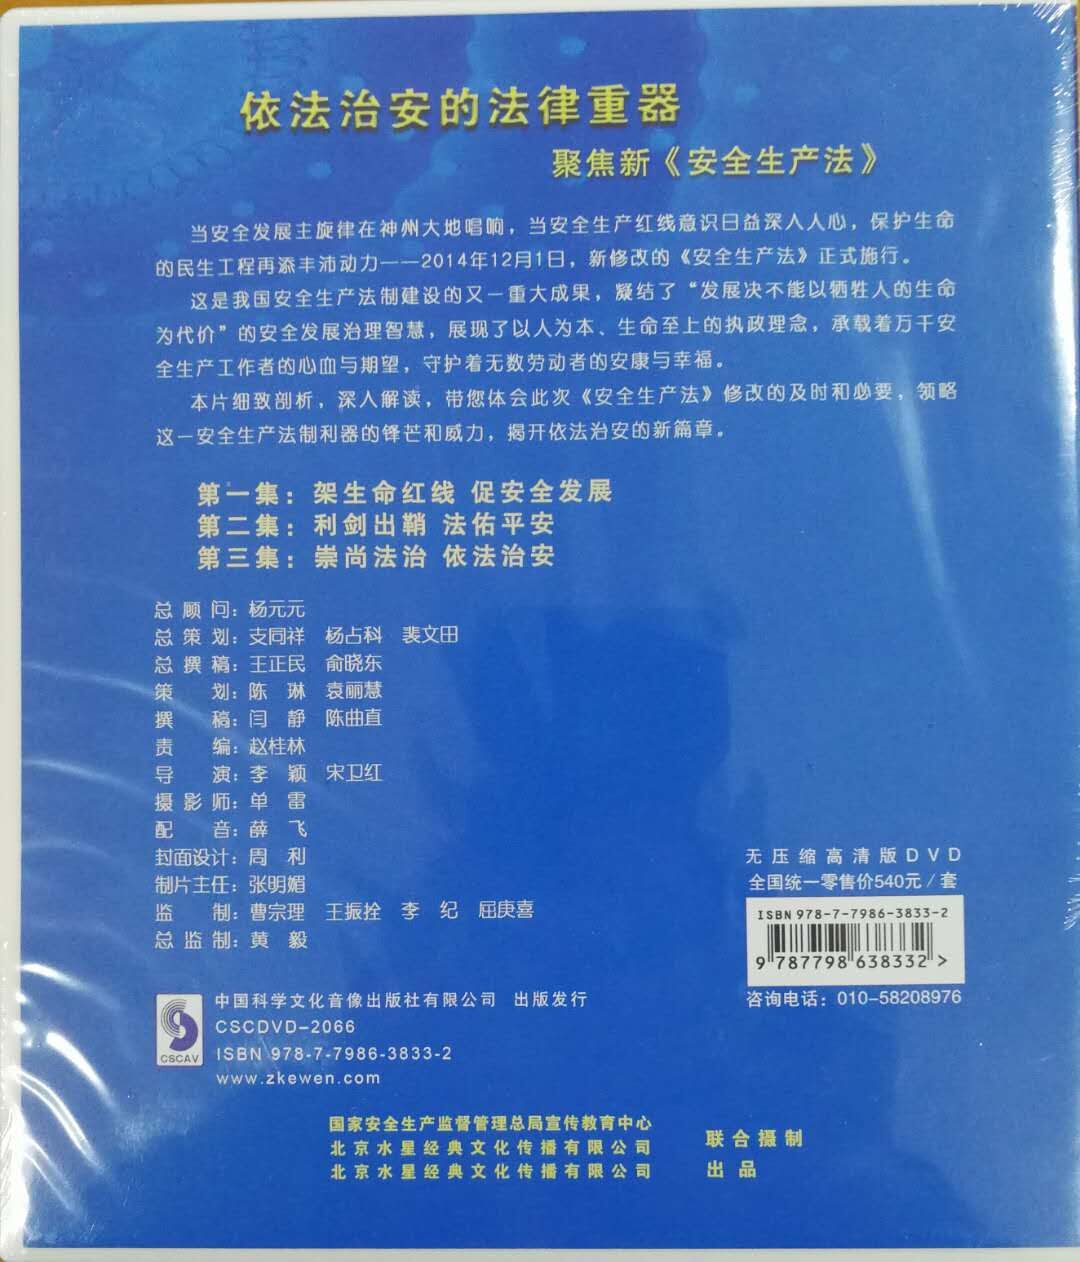 依法治安的法律重器
聚焦新《安全生产法》
当安全发展主旋律在神州大地唱响，当安全生产红线意识日益深入人心，保护生命
的民生工程再添丰沛动力——2014年12月1日，新修改的《安全生产法》正式施行。
这是我国安全生产法制建设的又一重大成果，凝结了“发展决不能以牺牲人的生命
为代价”的安全发展治理智慧，展现了以人为本、生命至上的执政理念，承载着万千安
全生产工作者的心血与期望，守护着无数劳动者的安康与幸福。
本片细致剖析，深入解读，带您体会此次《安全生产法》修改的及时和必要，领略
这一安全生产法制利器的锋芒和威力，揭开依法治安的新篇章。
第一集：架生命红线 促安全发展
第二集：利剑出鞘 法佑平安
第三集：崇尚法治 依法治安
总顾问：杨元元
总策划：支同祥 杨占科 裴文田
总撰稿：王正民 俞晓东
策划：陈琳 袁丽慧
撰稿：闫静 陈曲直
责编：赵桂林
导演：李颖 宋卫红
摄影师：单雷
配音：薛飞
封面设计：周利
制片主任：张明媚
监制：曹宗理 王振拴 李纪 屈庚喜
总监制：黄毅
无压缩高清版DVD
全国统一零售价540元／套
ISBN 978-7-7986-3833-2
9 787798 638332 >
咨询电话：010-58208976
CSCAV
中国科学文化音像出版社有限公司 出版发行
CSCDVD-2066
ISBN 978-7-7986-3833-2
www.zkewen.com
国家安全生产监督管理总局宣传教育中心
北京水星经典文化传播有限公司 联合摄制
北京水星经典文化传播有限公司 出品